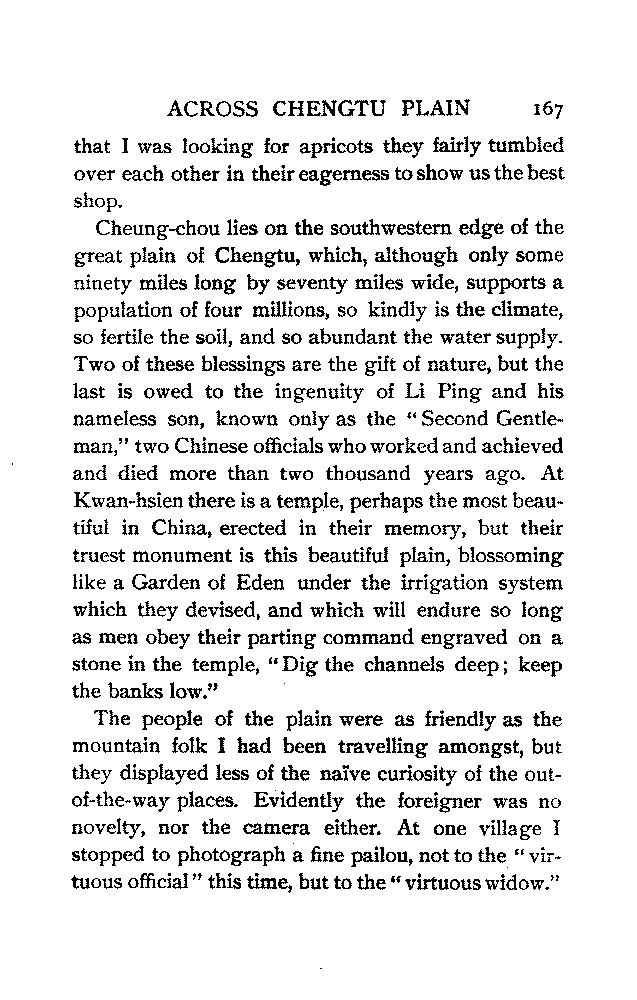 ACROSS CHENGTU PLAIN 167
that I was looking for apricots they fairly tumbled
over each other in their eagerness to show us the best
shop.
Cheung-chou lies on the southwestern edge of the
great plain of Chengtu, which, although only some
ninety miles long by seventy miles wide, supports a
population of four millions, so kindly is the climate,
so fertile the soil, and so abundant the water supply.
Two of these blessings are the gift of nature, but the
last is owed to the ingenuity of Li Ping and his
nameless son, known only as the "Second Gentle-
man," two Chinese officials who worked and achieved
and died more than two thousand years ago. At
Kwan-hsien there is a temple, perhaps the most beau-
tiful in China, erected in their memory, but their
truest monument is this beautiful plain, blossoming
like a Garden of Eden under the irrigation system
which they devised, and which will endure so long
as men obey their parting command engraved on a
stone in the temple, "Dig the channels deep; keep
the banks low."
The people of the plain were as friendly as the
mountain folk I had been travelling amongst, but
they displayed less of the naïve curiosity of the out-
of-the-way places. Evidently the foreigner was no
novelty, nor the camera either. At one village I
stopped to photograph a fine pailou, not to the "vir-
tuous official" this time, but to the "virtuous widow."